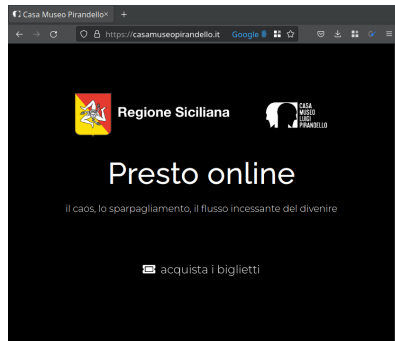 Casa Museo Pirandello
https://casamuseopirandello.it
Google
Regione Siciliana
CASA
MUSEO
LUIGI
PIRANDELLO
Presto online
il caos, lo sparpagliamento, il flusso incessante del divenire
acquista i biglietti